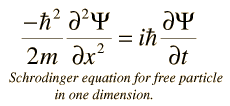 -ħ² ∂²Ψ / 2m ∂x² = iħ ∂Ψ / ∂t
Schrodinger equation for free particle
in one dimension.